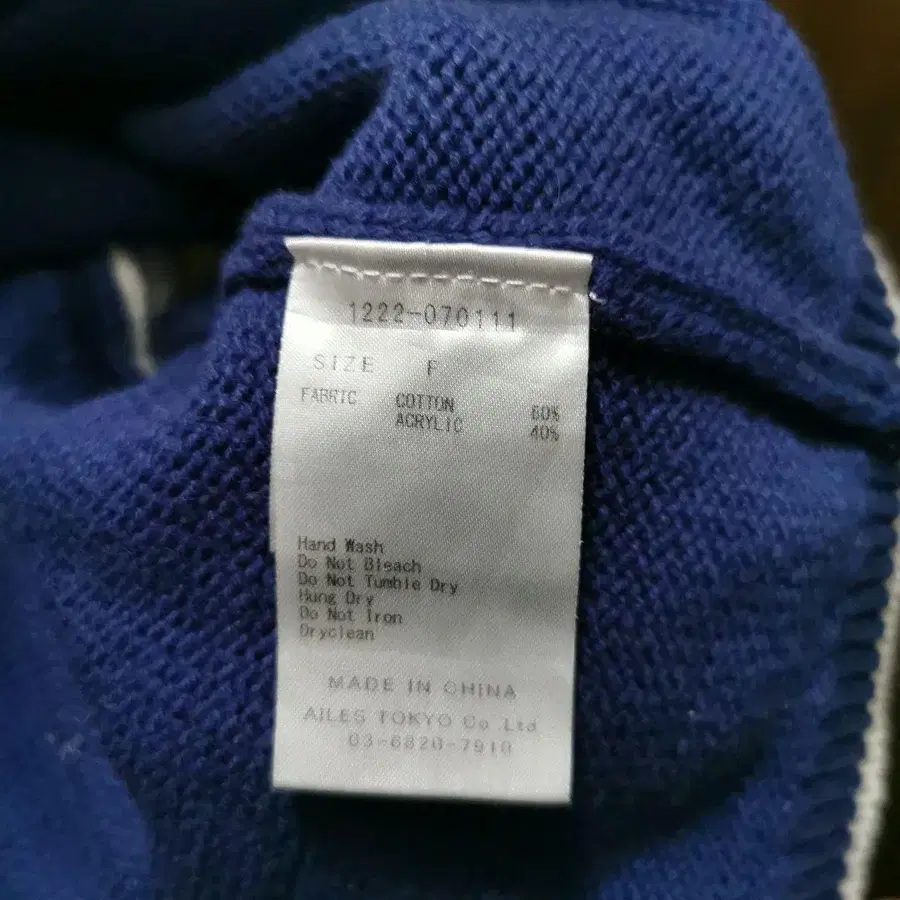 1222-070111
SIZE F
FABRIC COTTON 60%
ACRYLIC 40%
Hand Wash
Do Not Bleach
Do Not Tumble Dry
Hung Dry
Do Not Iron
Dryclean
MADE IN CHINA
AILES TOKYO Co Ltd
03-6820-7910